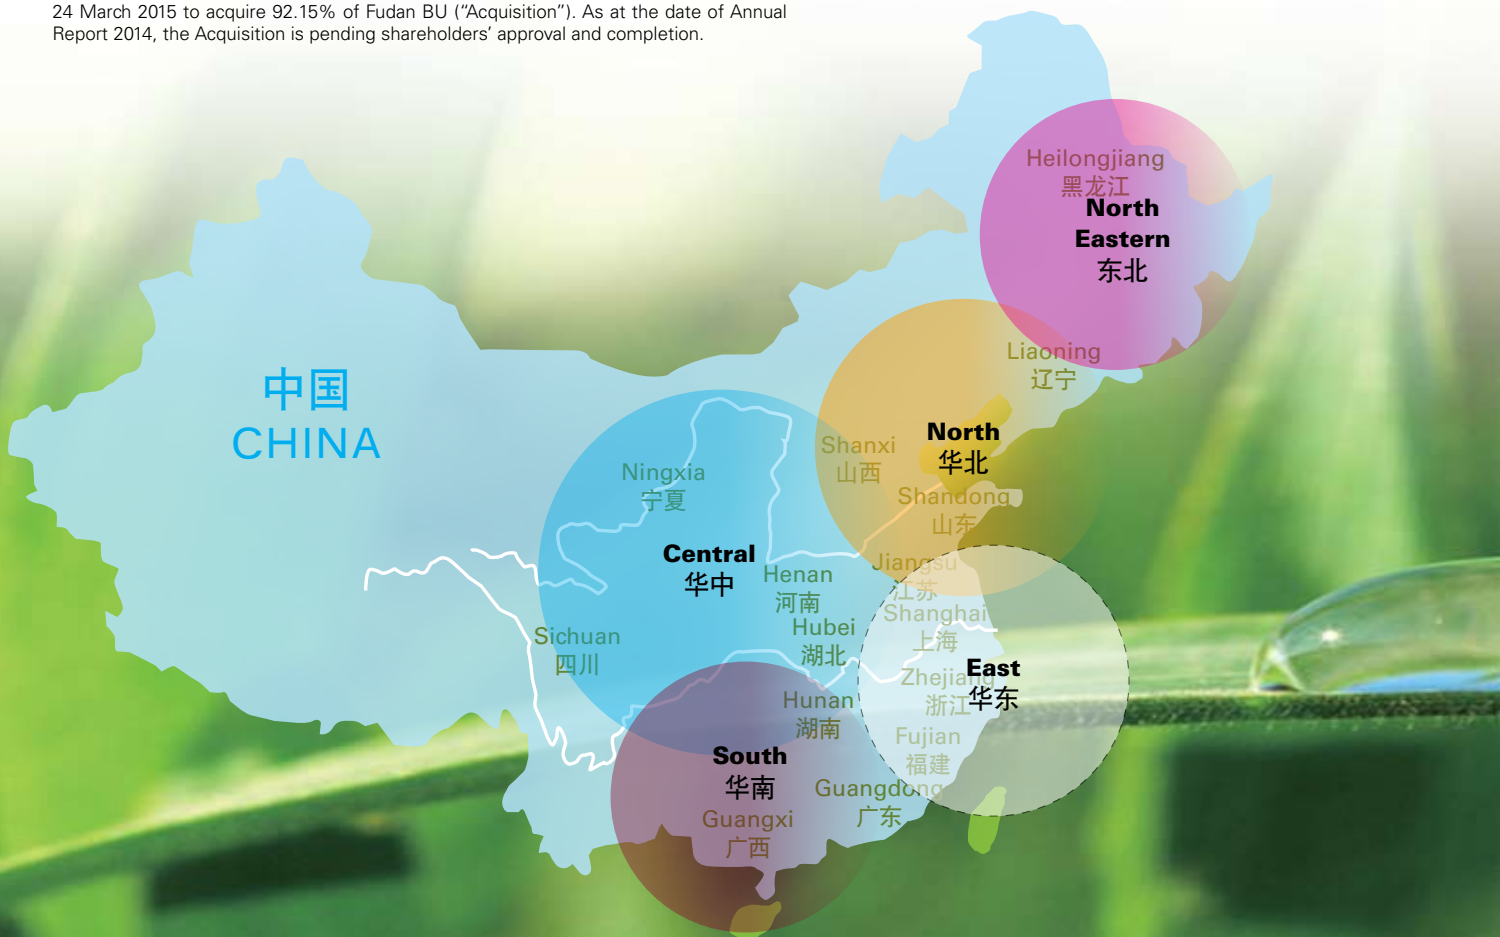 24 March 2015 to acquire 92.15% of Fudan BU (“Acquisition”). As at the date of Annual
Report 2014, the Acquisition is pending shareholders’ approval and completion.
Heilongjiang
黑龙江
North
Eastern
东北
Liaoning
辽宁
中国
CHINA
North
华北
Shanxi
山西
Ningxia
宁夏
Shandong
山东
Central
华中
Jiangsu
江苏
Henan
河南
Shanghai
上海
Hubei
湖北
Sichuan
四川
East
华东
Zhejiang
浙江
Hunan
湖南
Fujian
福建
South
华南
Guangdong
广东
Guangxi
广西